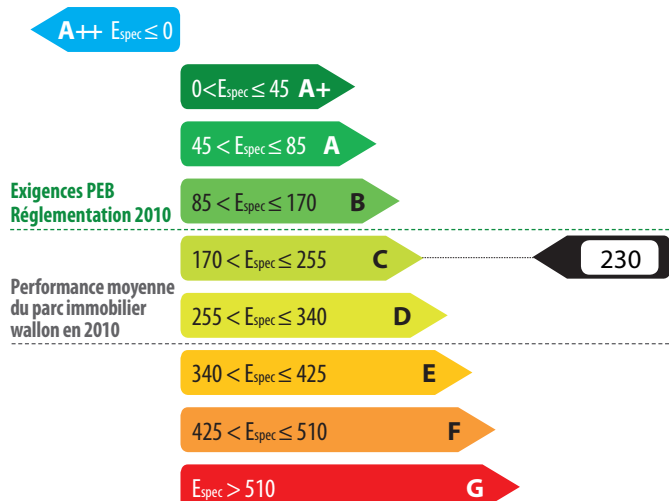 A++ Espec ≤ 0
0<Espec ≤ 45 A+
45 < Espec ≤ 85 A
Exigences PEB
Réglementation 2010
85 < Espec ≤ 170 B
170 < Espec ≤ 255 C
230
Performance moyenne
du parc immobilier
wallon en 2010
255 < Espec ≤ 340 D
340 < Espec ≤ 425 E
425 < Espec ≤ 510 F
Espec > 510 G